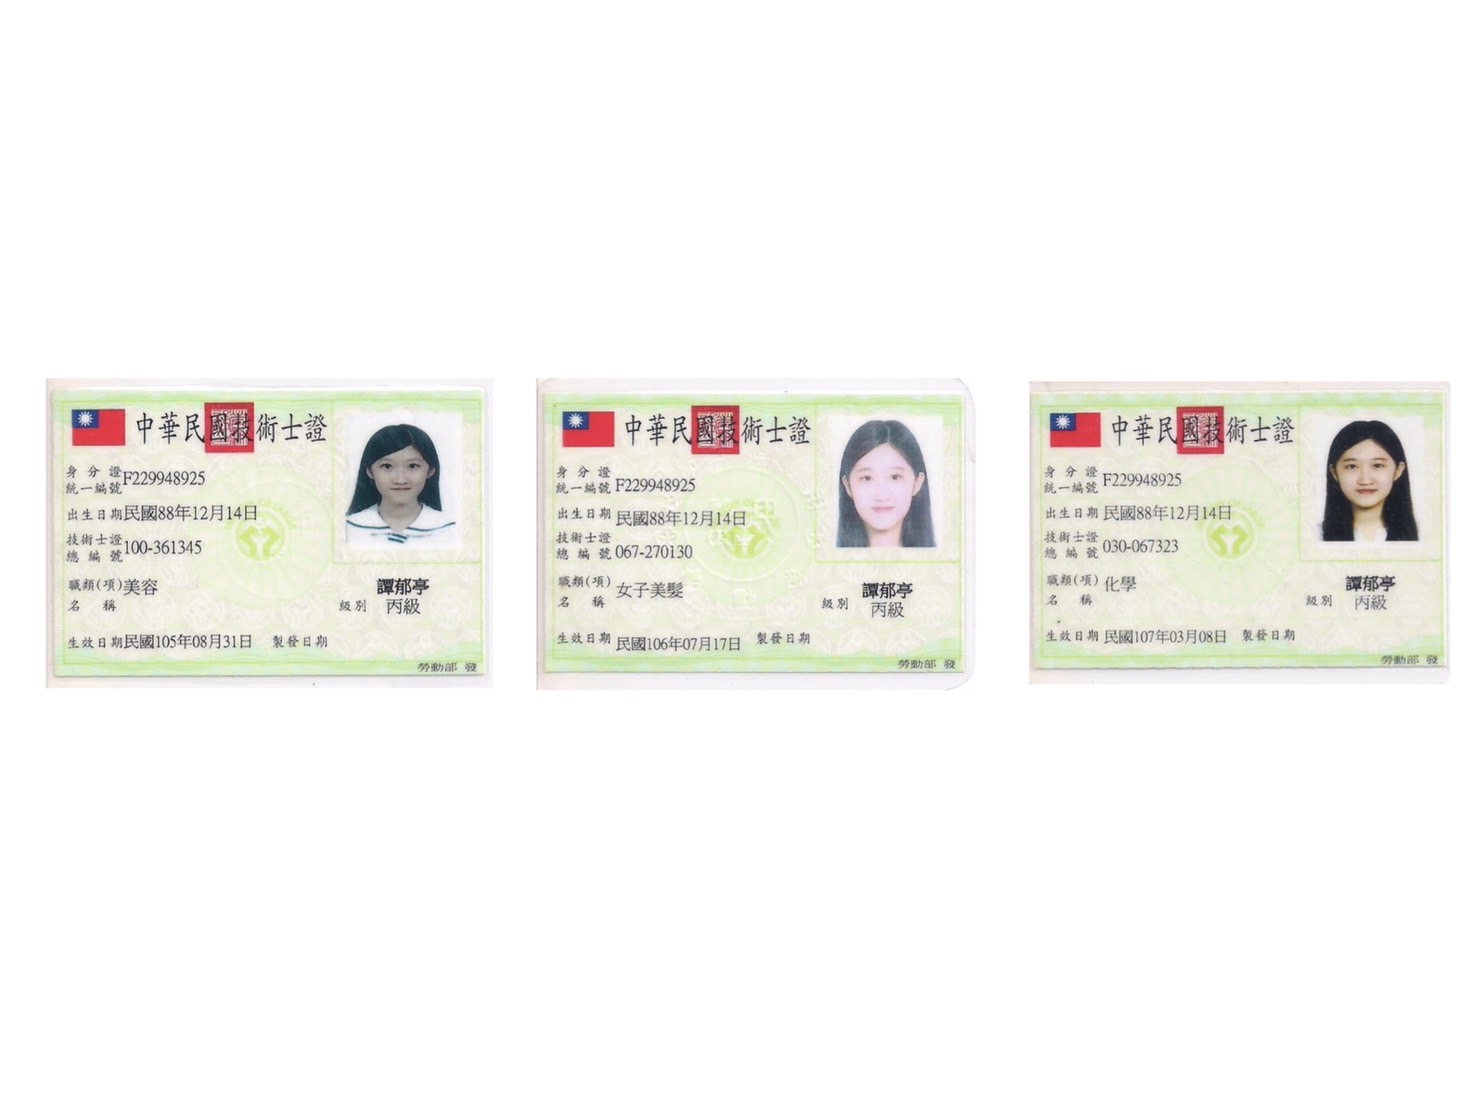 中華民國技術士證
身分證
統一編號 F229948925
出生日期 民國88年12月14日
技術士證
總編號 100-361345
職類(項)
名稱 美容
譚郁亭
級別 丙級
生效日期 民國105年08月31日 製發日期
勞動部 發
中華民國技術士證
身分證
統一編號 F229948925
出生日期 民國88年12月14日
技術士證
總編號 067-270130
職類(項)
名稱 女子美髮
譚郁亭
級別 丙級
生效日期 民國106年07月17日 製發日期
勞動部 發
中華民國技術士證
身分證
統一編號 F229948925
出生日期 民國88年12月14日
技術士證
總編號 030-067323
職類(項)
名稱 化學
譚郁亭
級別 丙級
生效日期 民國107年03月08日 製發日期
勞動部 發